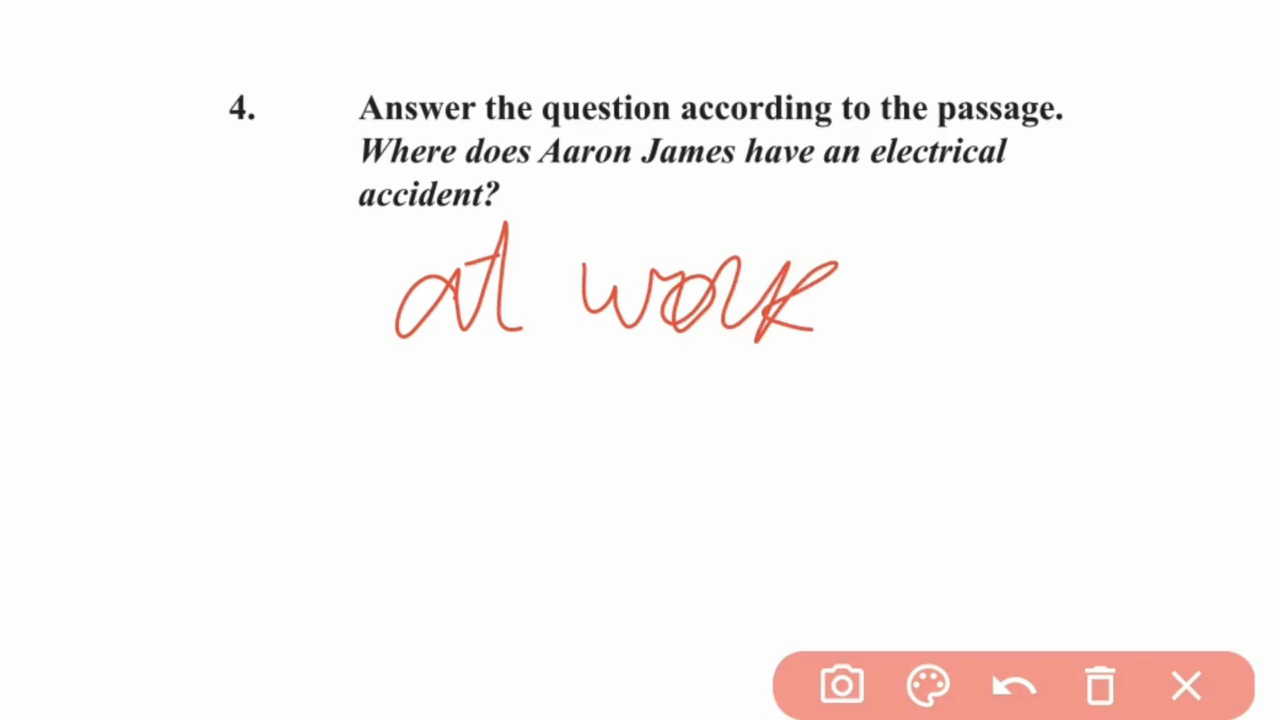 4. Answer the question according to the passage.
Where does Aaron James have an electrical
accident?
at work